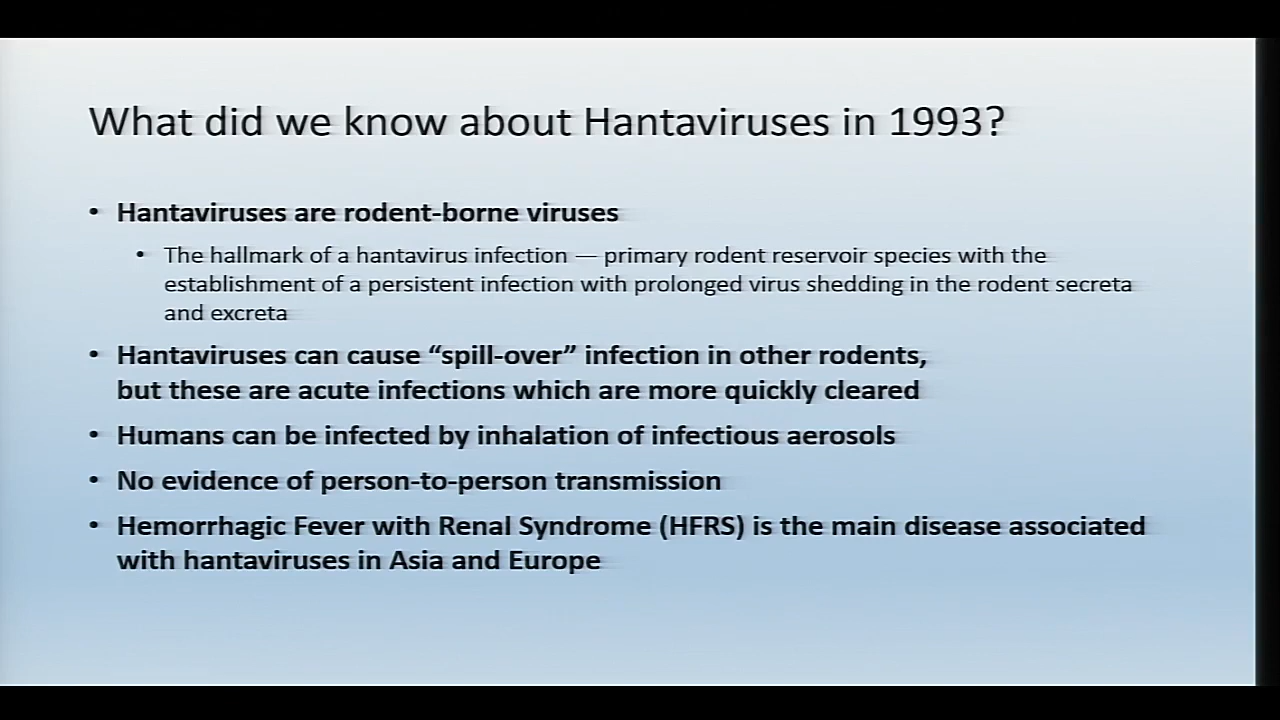 What did we know about Hantaviruses in 1993?
• Hantaviruses are rodent-borne viruses
• The hallmark of a hantavirus infection — primary rodent reservoir species with the
establishment of a persistent infection with prolonged virus shedding in the rodent secreta
and excreta
• Hantaviruses can cause “spill-over” infection in other rodents,
but these are acute infections which are more quickly cleared
• Humans can be infected by inhalation of infectious aerosols
• No evidence of person-to-person transmission
• Hemorrhagic Fever with Renal Syndrome (HFRS) is the main disease associated
with hantaviruses in Asia and Europe